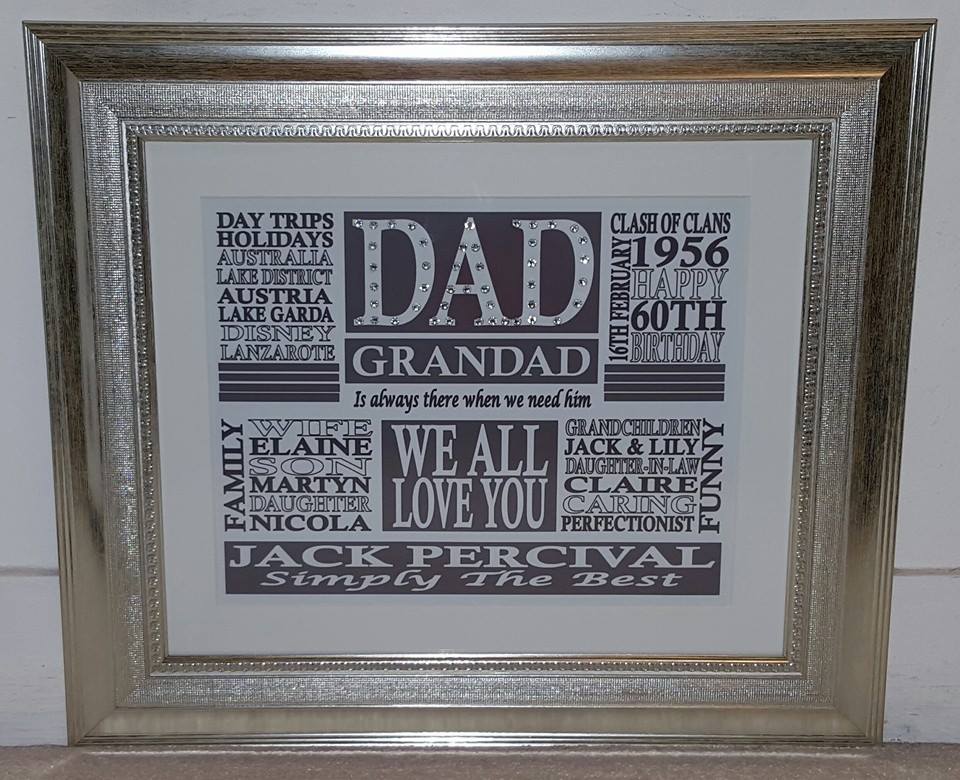 DAY TRIPS
HOLIDAYS
AUSTRALIA
LAKE DISTRICT
AUSTRIA
LAKE GARDA
DISNEY
LANZAROTE
DAD
GRANDAD
Is always there when we need him
CLASH OF CLANS
16TH FEBRUARY
1956
HAPPY
60TH
BIRTHDAY
FAMILY
WIFE
ELAINE
SON
MARTYN
DAUGHTER
NICOLA
WE ALL
LOVE YOU
GRANDCHILDREN
JACK & LILY
DAUGHTER-IN-LAW
CLAIRE
CARING
PERFECTIONIST
FUNNY
JACK PERCIVAL
Simply The Best